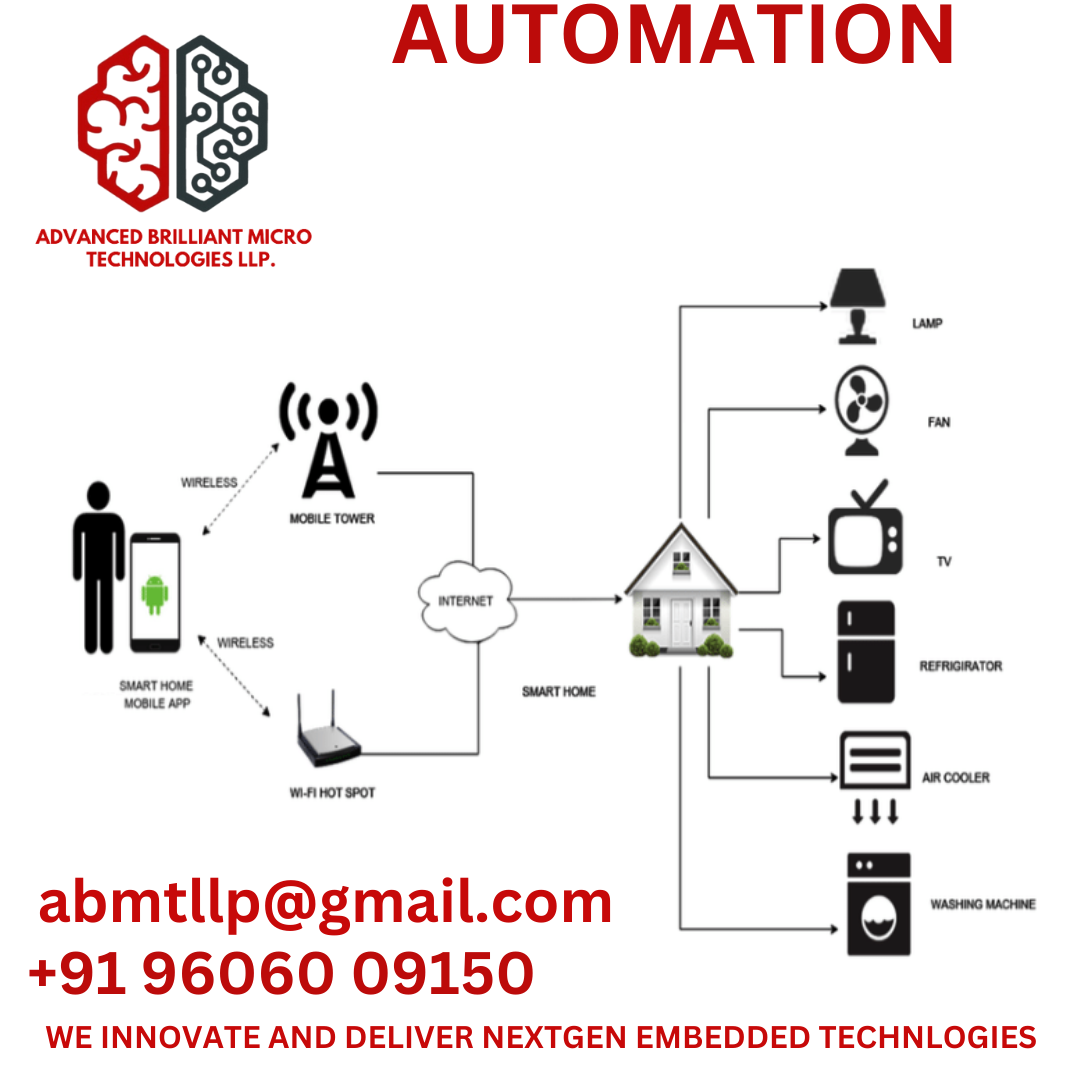 AUTOMATION
ADVANCED BRILLIANT MICRO
TECHNOLOGIES LLP.
LAMP
FAN
WIRELESS
MOBILE TOWER
TV
INTERNET
WIRELESS
REFRIGIRATOR
SMART HOME
MOBILE APP
SMART HOME
AIR COOLER
WI-FI HOT SPOT
WASHING MACHINE
abmtllp@gmail.com
+91 96060 09150
WE INNOVATE AND DELIVER NEXTGEN EMBEDDED TECHNLOGIES